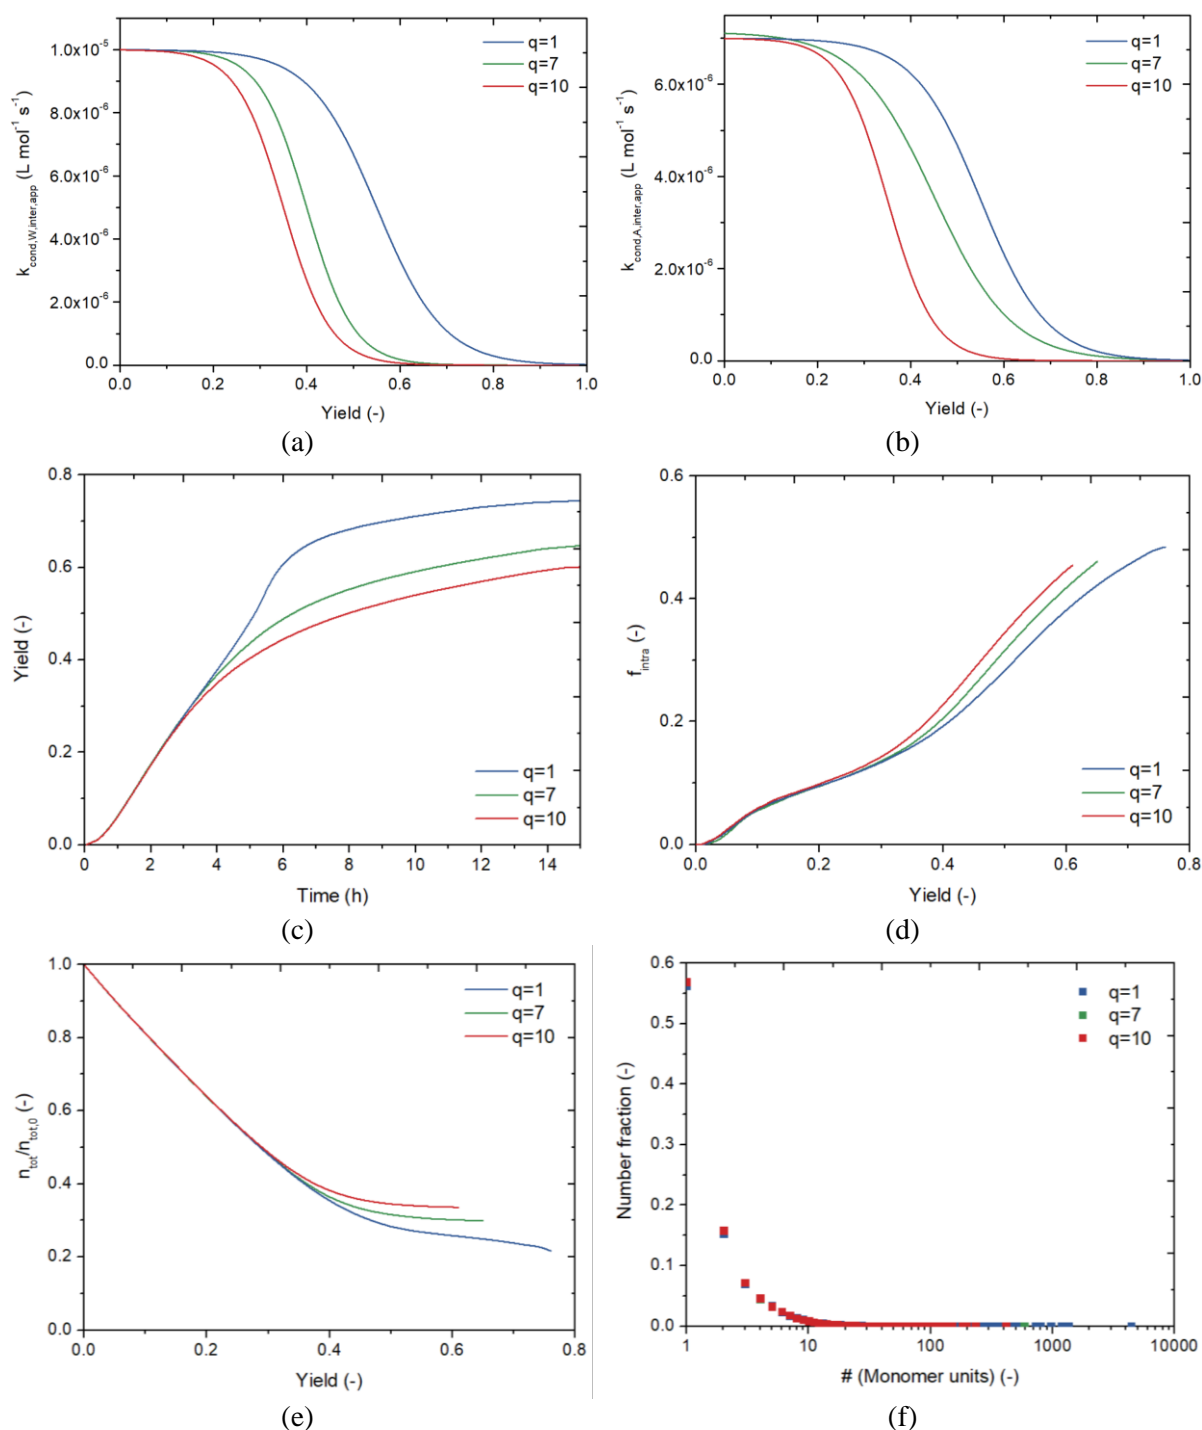 q=1
q=7
q=10
1.0x10⁻⁵
8.0x10⁻⁶
6.0x10⁻⁶
4.0x10⁻⁶
2.0x10⁻⁶
0.0
k_cond,W,inter,app (L mol⁻¹ s⁻¹)
0.0 0.2 0.4 0.6 0.8 1.0
Yield (-)
(a)
q=1
q=7
q=10
6.0x10⁻⁶
4.0x10⁻⁶
2.0x10⁻⁶
0.0
k_cond,A,inter,app (L mol⁻¹ s⁻¹)
0.0 0.2 0.4 0.6 0.8 1.0
Yield (-)
(b)
0.8
0.6
0.4
0.2
0.0
Yield (-)
q=1
q=7
q=10
0 2 4 6 8 10 12 14
Time (h)
(c)
0.6
0.4
0.2
0.0
f_intra (-)
q=1
q=7
q=10
0.0 0.2 0.4 0.6 0.8
Yield (-)
(d)
1.0
0.8
0.6
0.4
0.2
0.0
n_tot/n_tot,0 (-)
q=1
q=7
q=10
0.0 0.2 0.4 0.6 0.8
Yield (-)
(e)
0.6
0.5
0.4
0.3
0.2
0.1
0.0
Number fraction (-)
q=1
q=7
q=10
1 10 100 1000 10000
# (Monomer units) (-)
(f)